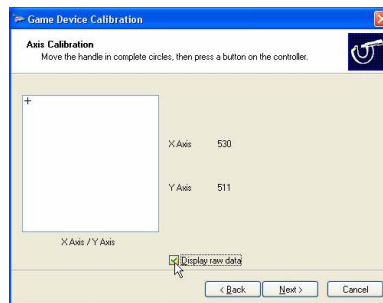 Game Device Calibration
Axis Calibration
Move the handle in complete circles, then press a button on the controller.
X Axis 530
Y Axis 511
X Axis / Y Axis
Display raw data
< Back Next > Cancel